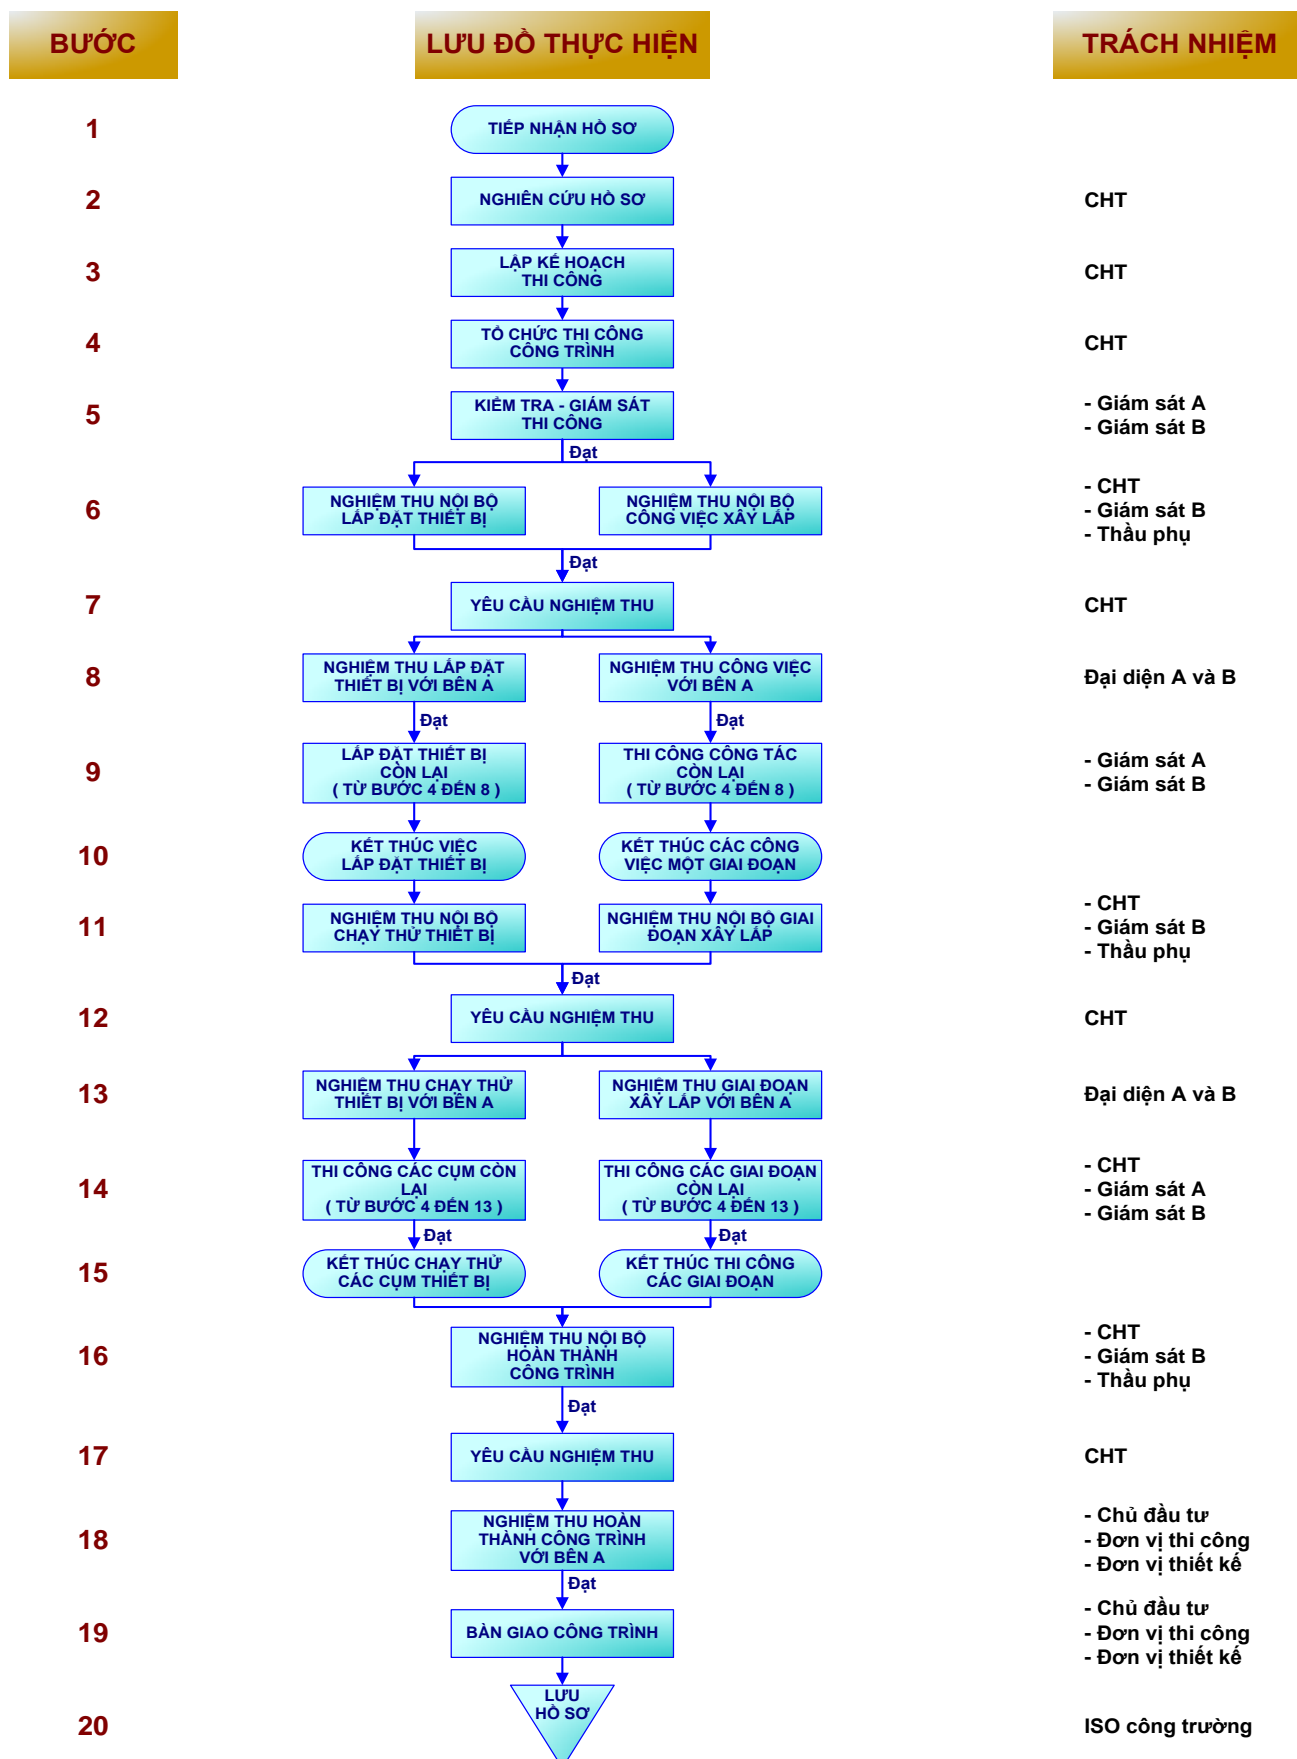 BƯỚC
LƯU ĐỒ THỰC HIỆN
TRÁCH NHIỆM
1
TIẾP NHẬN HỒ SƠ
2
NGHIÊN CỨU HỒ SƠ
CHT
3
LẬP KẾ HOẠCH
THI CÔNG
CHT
4
TỔ CHỨC THI CÔNG
CÔNG TRÌNH
CHT
5
KIỂM TRA - GIÁM SÁT
THI CÔNG
- Giám sát A
- Giám sát B
Đạt
6
NGHIỆM THU NỘI BỘ
LẮP ĐẶT THIẾT BỊ
NGHIỆM THU NỘI BỘ
CÔNG VIỆC XÂY LẮP
- CHT
- Giám sát B
- Thầu phụ
Đạt
7
YÊU CẦU NGHIỆM THU
CHT
8
NGHIỆM THU LẮP ĐẶT
THIẾT BỊ VỚI BÊN A
NGHIỆM THU CÔNG VIỆC
VỚI BÊN A
Đại diện A và B
Đạt
Đạt
9
LẮP ĐẶT THIẾT BỊ
CÒN LẠI
( TỪ BƯỚC 4 ĐẾN 8 )
THI CÔNG CÔNG TÁC
CÒN LẠI
( TỪ BƯỚC 4 ĐẾN 8 )
- Giám sát A
- Giám sát B
10
KẾT THÚC VIỆC
LẮP ĐẶT THIẾT BỊ
KẾT THÚC CÁC CÔNG
VIỆC MỘT GIAI ĐOẠN
11
NGHIỆM THU NỘI BỘ
CHẠY THỬ THIẾT BỊ
NGHIỆM THU NỘI BỘ GIAI
ĐOẠN XÂY LẮP
- CHT
- Giám sát B
- Thầu phụ
Đạt
12
YÊU CẦU NGHIỆM THU
CHT
13
NGHIỆM THU CHẠY THỬ
THIẾT BỊ VỚI BÊN A
NGHIỆM THU GIAI ĐOẠN
XÂY LẮP VỚI BÊN A
Đại diện A và B
14
THI CÔNG CÁC CỤM CÒN
LẠI
( TỪ BƯỚC 4 ĐẾN 13 )
THI CÔNG CÁC GIAI ĐOẠN
CÒN LẠI
( TỪ BƯỚC 4 ĐẾN 13 )
- CHT
- Giám sát A
- Giám sát B
Đạt
Đạt
15
KẾT THÚC CHẠY THỬ
CÁC CỤM THIẾT BỊ
KẾT THÚC THI CÔNG
CÁC GIAI ĐOẠN
16
NGHIỆM THU NỘI BỘ
HOÀN THÀNH
CÔNG TRÌNH
- CHT
- Giám sát B
- Thầu phụ
Đạt
17
YÊU CẦU NGHIỆM THU
CHT
18
NGHIỆM THU HOÀN
THÀNH CÔNG TRÌNH
VỚI BÊN A
- Chủ đầu tư
- Đơn vị thi công
- Đơn vị thiết kế
Đạt
19
BÀN GIAO CÔNG TRÌNH
- Chủ đầu tư
- Đơn vị thi công
- Đơn vị thiết kế
20
LƯU
HỒ SƠ
ISO công trường